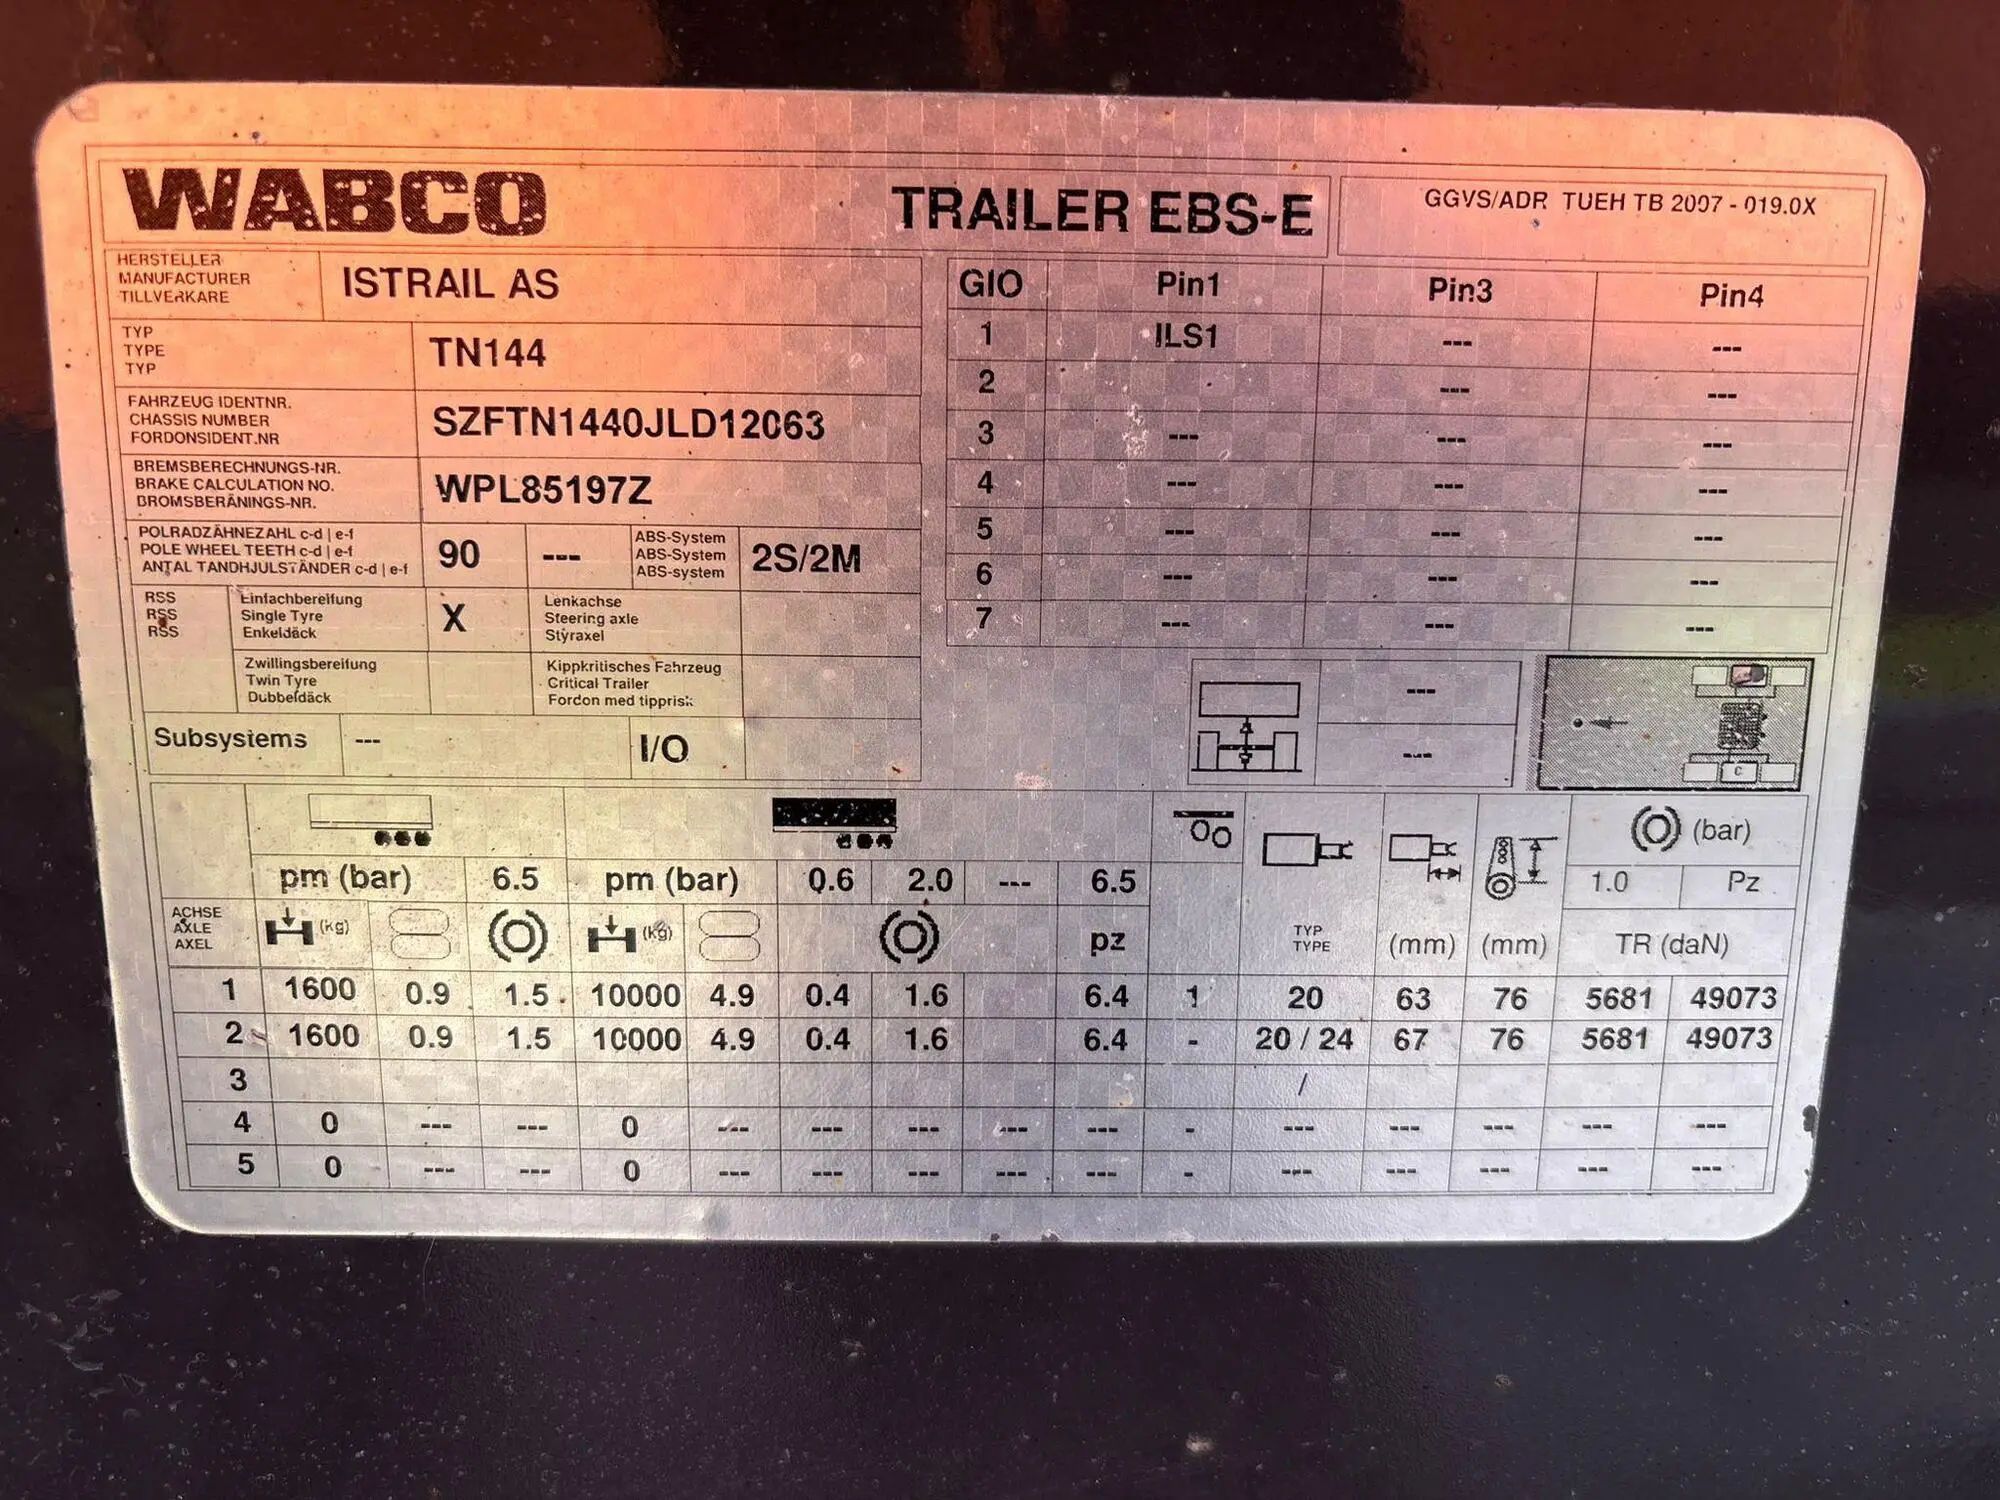 WABCO
TRAILER EBS-E
GGVS/ADR TUEH TB 2007 - 019.0X
HERSTELLER
MANUFACTURER
TILLVERKARE
ISTRAIL AS
TYP
TYPE
TYP
TN144
FAHRZEUG IDENTNR.
CHASSIS NUMBER
FORDONSIDENT.NR
SZFTN1440JLD12063
BREMSBERECHNUNGS-NR.
BRAKE CALCULATION NO.
BROMSBERÄNINGS-NR.
WPL85197Z
POLRADZÄHNEZAHL c-d | e-f
POLE WHEEL TEETH c-d | e-f
ANTAL TANDHJULSTÄNDER c-d | e-f
90 ---
ABS-System
ABS-System
ABS-system
2S/2M
RSS
RSS
RSS
Einfachbereifung
Single Tyre
Enkeldäck
X
Lenkachse
Steering axle
Styraxel
Zwillingsbereifung
Twin Tyre
Dubbeldäck
Kippkritisches Fahrzeug
Critical Trailer
Fordon med tipprisk
Subsystems --- I/O
GIO Pin1 Pin3 Pin4
1 ILS1 --- ---
2 --- ---
3 --- --- ---
4 --- --- ---
5 --- --- ---
6 --- --- ---
7 --- --- ---
---
---
C
pm (bar) 6.5 pm (bar) 0.6 2.0 --- 6.5
(bar)
1.0 Pz
ACHSE
AXLE
AXEL
(kg) (kg) pz
TYP
TYPE
(mm) (mm) TR (daN)
1 1600 0.9 1.5 10000 4.9 0.4 1.6 6.4 1 20 63 76 5681 49073
2 1600 0.9 1.5 10000 4.9 0.4 1.6 6.4 - 20 / 24 67 76 5681 49073
3 /
4 0 --- --- 0 --- --- --- --- --- - --- --- --- --- ---
5 0 --- --- 0 --- --- --- --- --- - --- --- --- --- ---